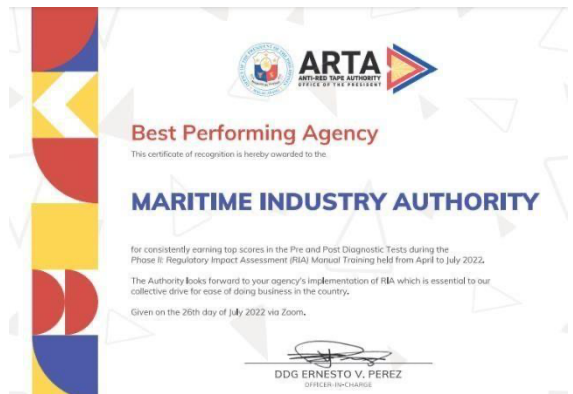 ARTA
ANTI-RED TAPE AUTHORITY
OFFICE OF THE PRESIDENT
Best Performing Agency
This certificate of recognition is hereby awarded to the
MARITIME INDUSTRY AUTHORITY
for consistently earning top scores in the Pre and Post Diagnostic Tests during the
Phase II: Regulatory Impact Assessment (RIA) Manual Training held from April to July 2022.
The Authority looks forward to your agency's implementation of RIA which is essential to our
collective drive for ease of doing business in the country.
Given on the 26th day of July 2022 via Zoom.
DDG ERNESTO V. PEREZ
OFFICER-IN-CHARGE